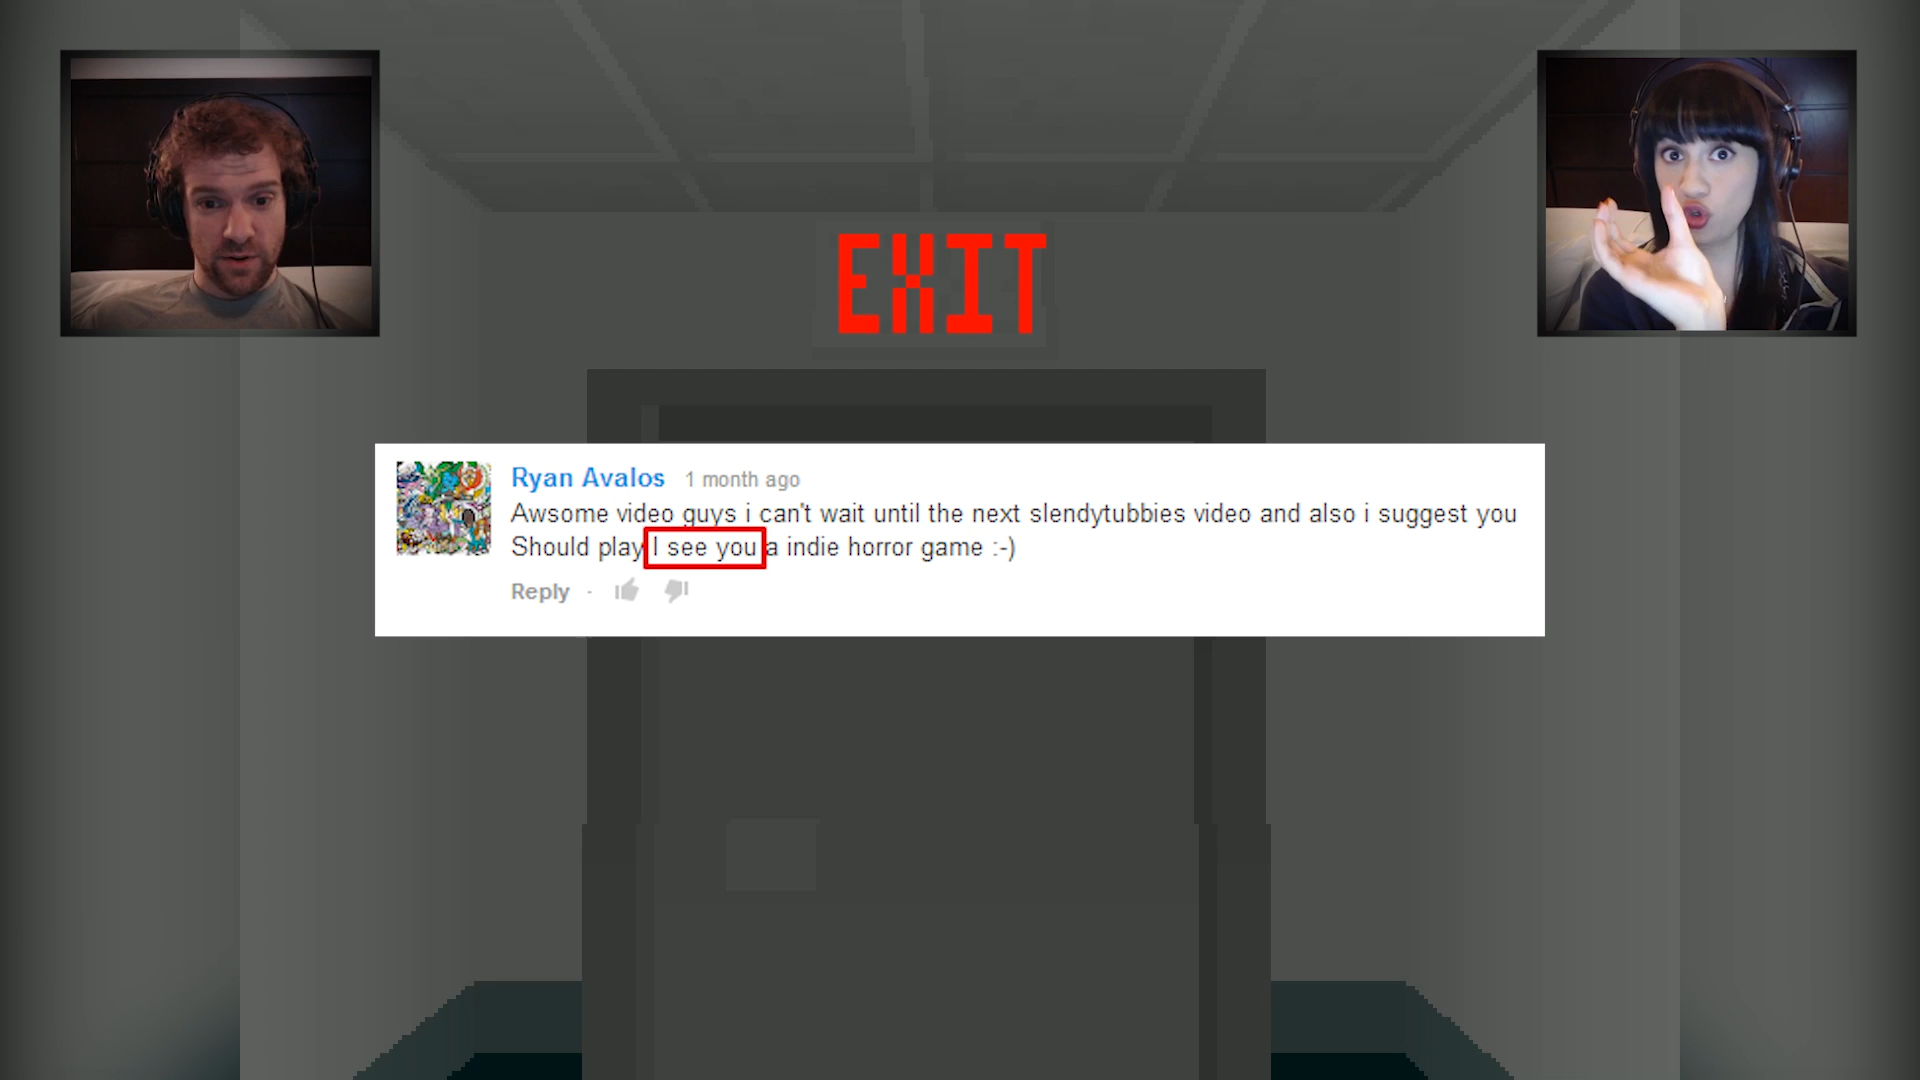 EXIT
Ryan Avalos 1 month ago
Awsome video guys i can't wait until the next slendytubbies video and also i suggest you
Should play I see you a indie horror game :-)
Reply ·